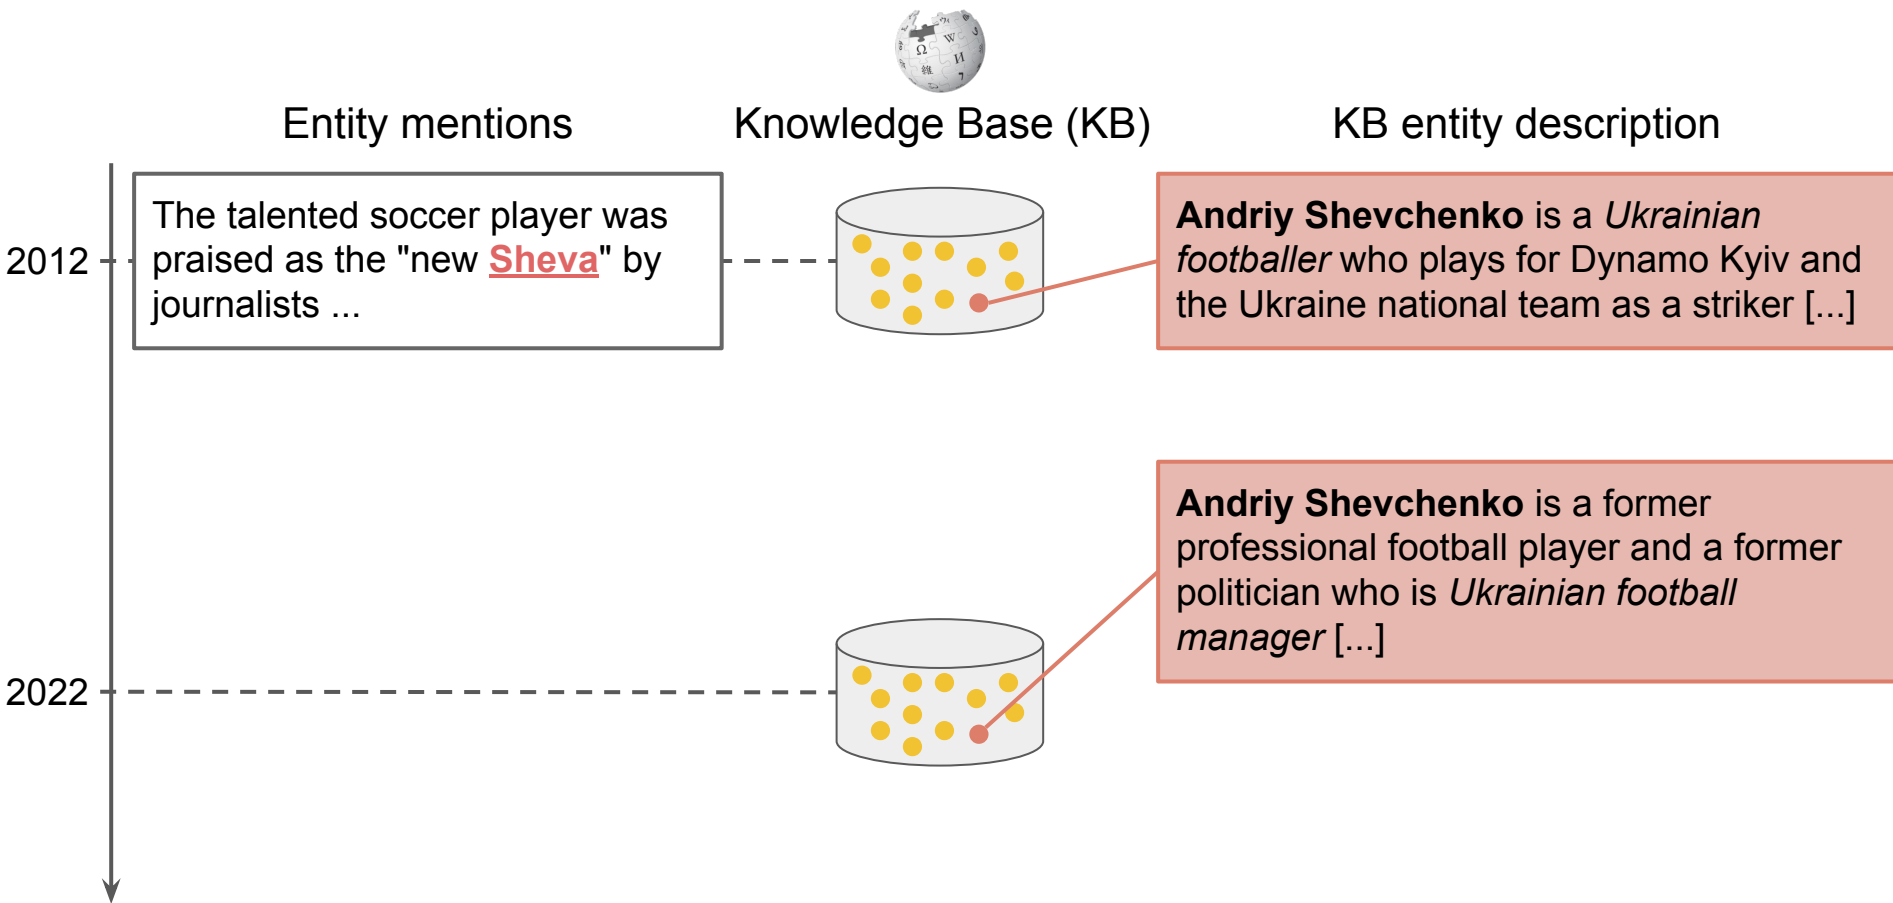 Entity mentions
Knowledge Base (KB)
KB entity description
2012
The talented soccer player was
praised as the "new Sheva" by
journalists ...
Andriy Shevchenko is a Ukrainian
footballer who plays for Dynamo Kyiv and
the Ukraine national team as a striker [...]
2022
Andriy Shevchenko is a former
professional football player and a former
politician who is Ukrainian football
manager [...]